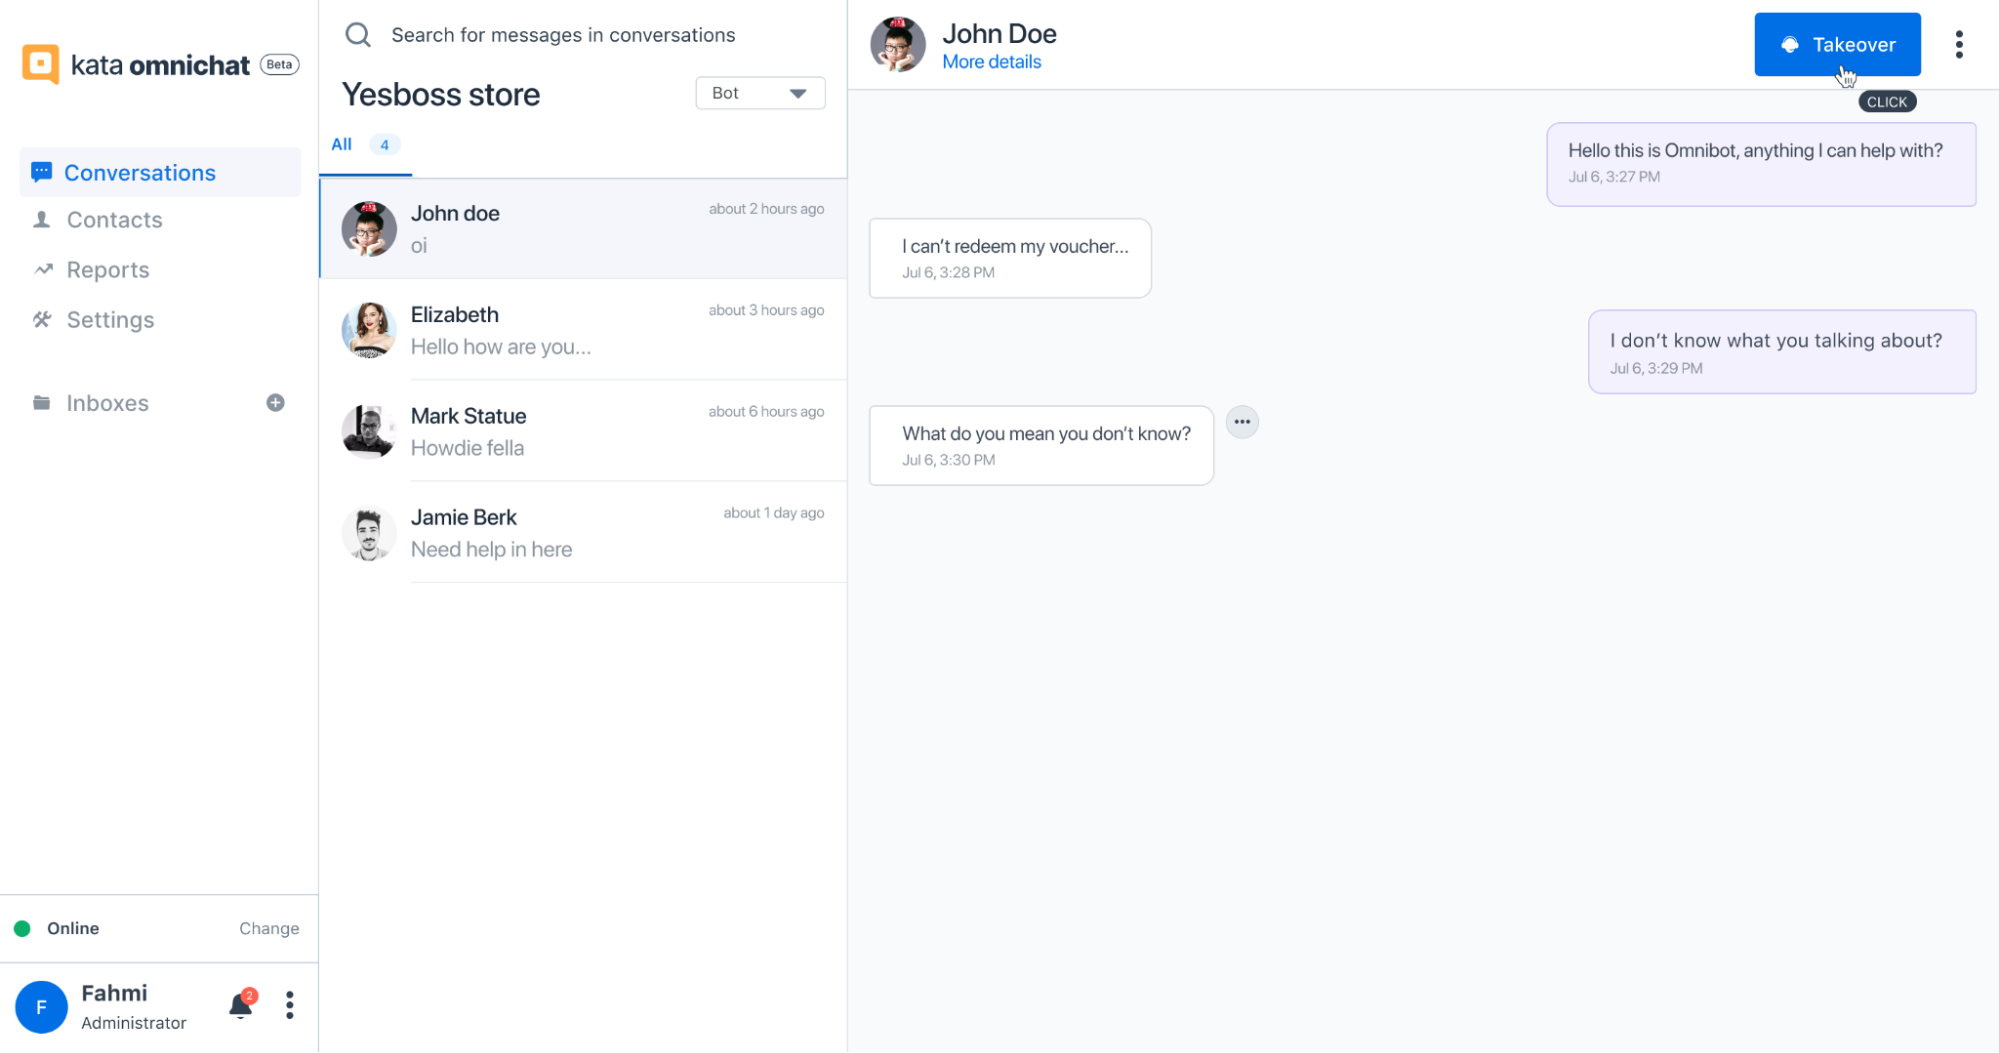 kata omnichat Beta
Conversations
Contacts
Reports
Settings
Inboxes
Online Change
F
Fahmi
Administrator
2
Search for messages in conversations
Yesboss store
Bot
All 4
John doe about 2 hours ago
oi
Elizabeth about 3 hours ago
Hello how are you...
Mark Statue about 6 hours ago
Howdie fella
Jamie Berk about 1 day ago
Need help in here
John Doe
More details
Takeover
CLICK
Hello this is Omnibot, anything I can help with?
Jul 6, 3:27 PM
I can't redeem my voucher...
Jul 6, 3:28 PM
I don't know what you talking about?
Jul 6, 3:29 PM
What do you mean you don't know?
Jul 6, 3:30 PM